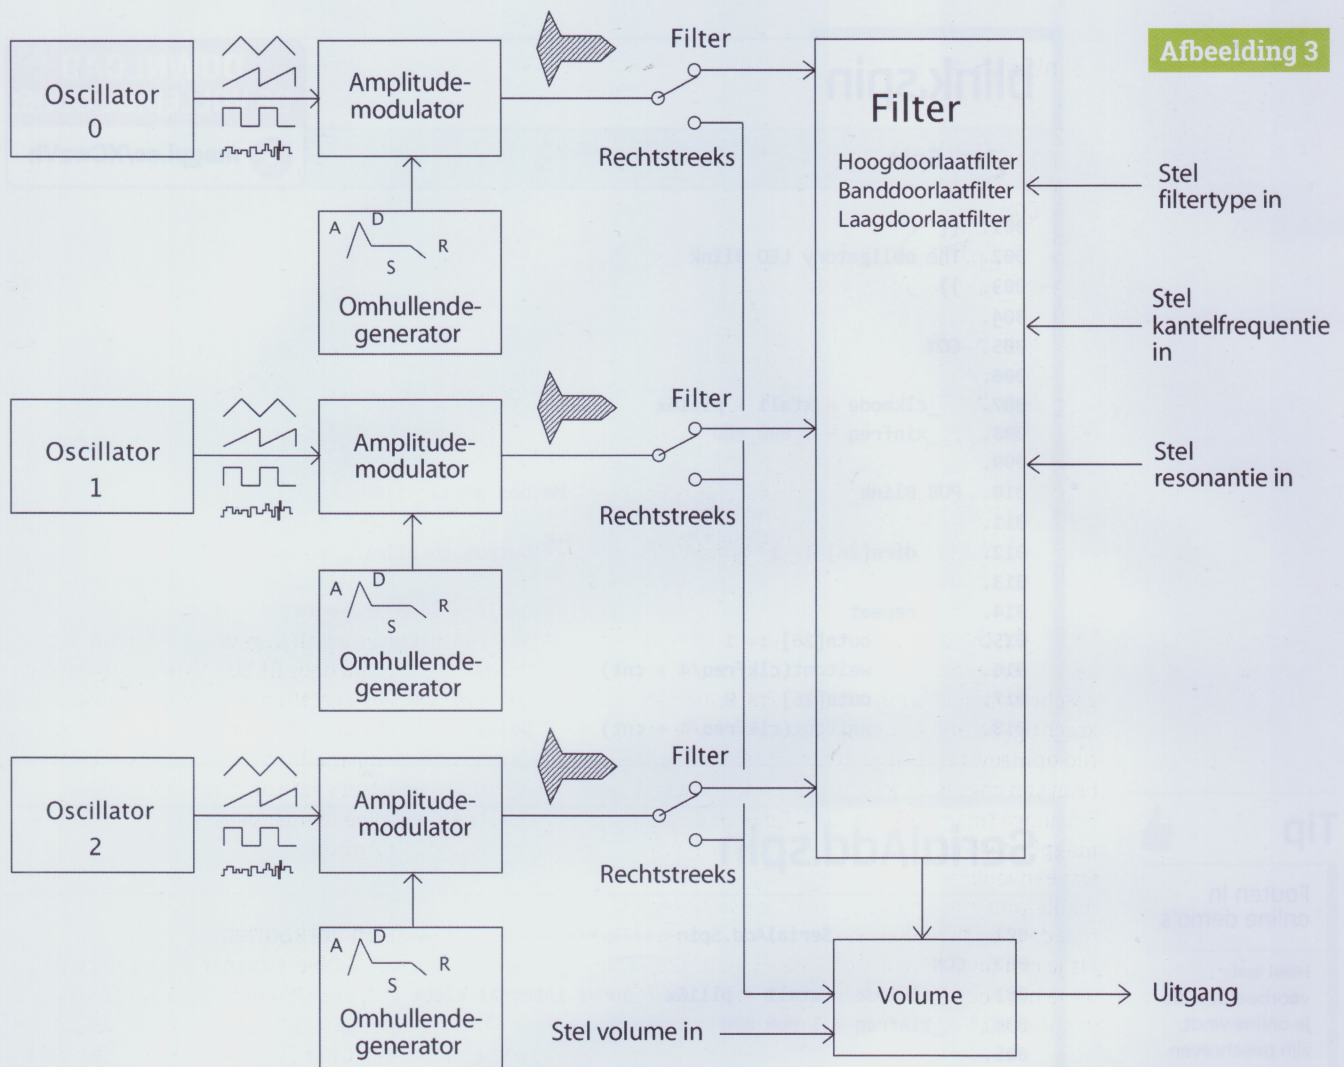 Afbeelding 3
Oscillator
0
Amplitude-
modulator
A
D
S
R
Omhullende-
generator
Filter
Rechtstreeks
Filter
Hoogdoorlaatfilter
Banddoorlaatfilter
Laagdoorlaatfilter
Stel
filtertype in
Stel
kantelfrequentie
in
Stel
resonantie in
Oscillator
1
Amplitude-
modulator
A
D
S
R
Omhullende-
generator
Filter
Rechtstreeks
Oscillator
2
Amplitude-
modulator
A
D
S
R
Omhullende-
generator
Filter
Rechtstreeks
Stel volume in
Volume
Uitgang